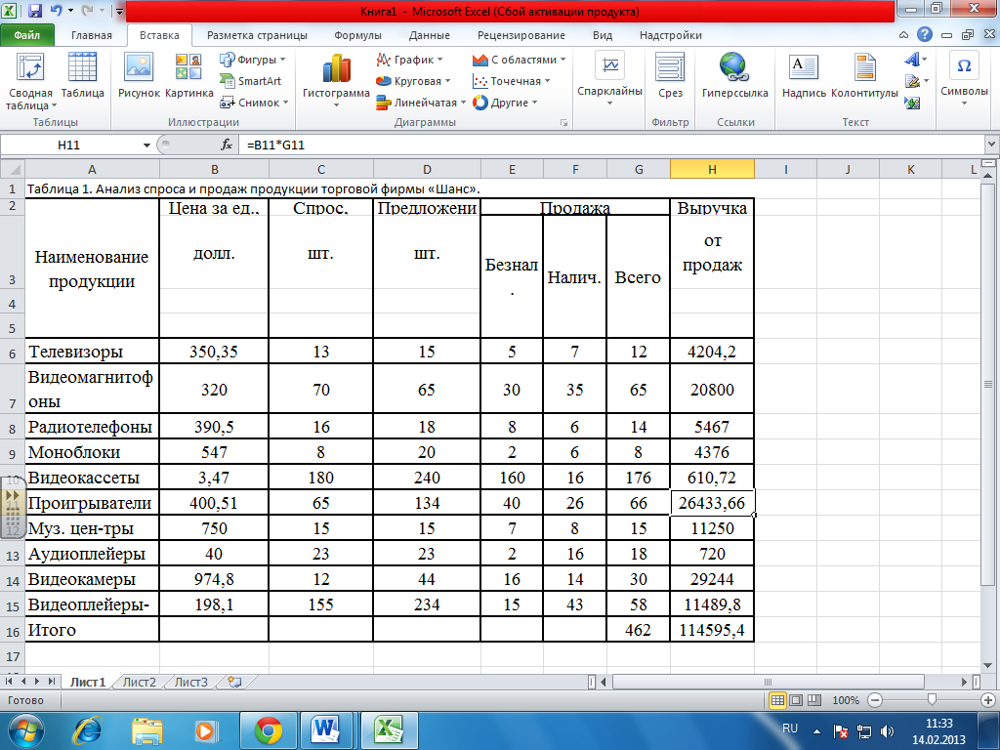 Книга1 - Microsoft Excel (Сбой активации продукта)
Файл Главная Вставка Разметка страницы Формулы Данные Рецензирование Вид Надстройки
Сводная таблица Таблица
Таблицы
Рисунок Картинка Фигуры SmartArt Снимок
Иллюстрации
Гистограмма График Круговая Линейчатая С областями Точечная Другие
Диаграммы
Спарклайны
Срез
Фильтр
Гиперссылка
Ссылки
Надпись Колонтитулы
Текст
Символы
H11 fx =B11*G11
A B C D E F G H I J K L
1 Таблица 1. Анализ спроса и продаж продукции торговой фирмы «Шанс».
2 Цена за ед., Спрос, Предложени Продажа Выручка
3 Наименование продукции долл. шт. шт. Безнал. Налич. Всего от продаж
4
5
6 Телевизоры 350,35 13 15 5 7 12 4204,2
7 Видеомагнитофоны 320 70 65 30 35 65 20800
8 Радиотелефоны 390,5 16 18 8 6 14 5467
9 Моноблоки 547 8 20 2 6 8 4376
10 Видеокассеты 3,47 180 240 160 16 176 610,72
11 Проигрыватели 400,51 65 134 40 26 66 26433,66
12 Муз. цен-тры 750 15 15 7 8 15 11250
13 Аудиоплейеры 40 23 23 2 16 18 720
14 Видеокамеры 974,8 12 44 16 14 30 29244
15 Видеоплейеры- 198,1 155 234 15 43 58 11489,8
16 Итого 462 114595,4
17
Лист1 Лист2 Лист3
Готово 100%
RU 11:33
14.02.2013